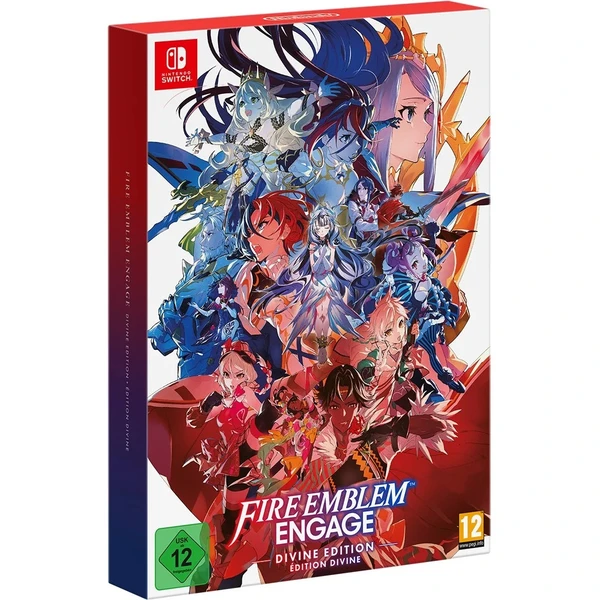 NINTENDO
SWITCH
FIRE EMBLEM ENGAGE DIVINE EDITION • ÉDITION DIVINE
FIRE EMBLEM™
ENGAGE
DIVINE EDITION
ÉDITION DIVINE
USK
12
12
www.pegi.info